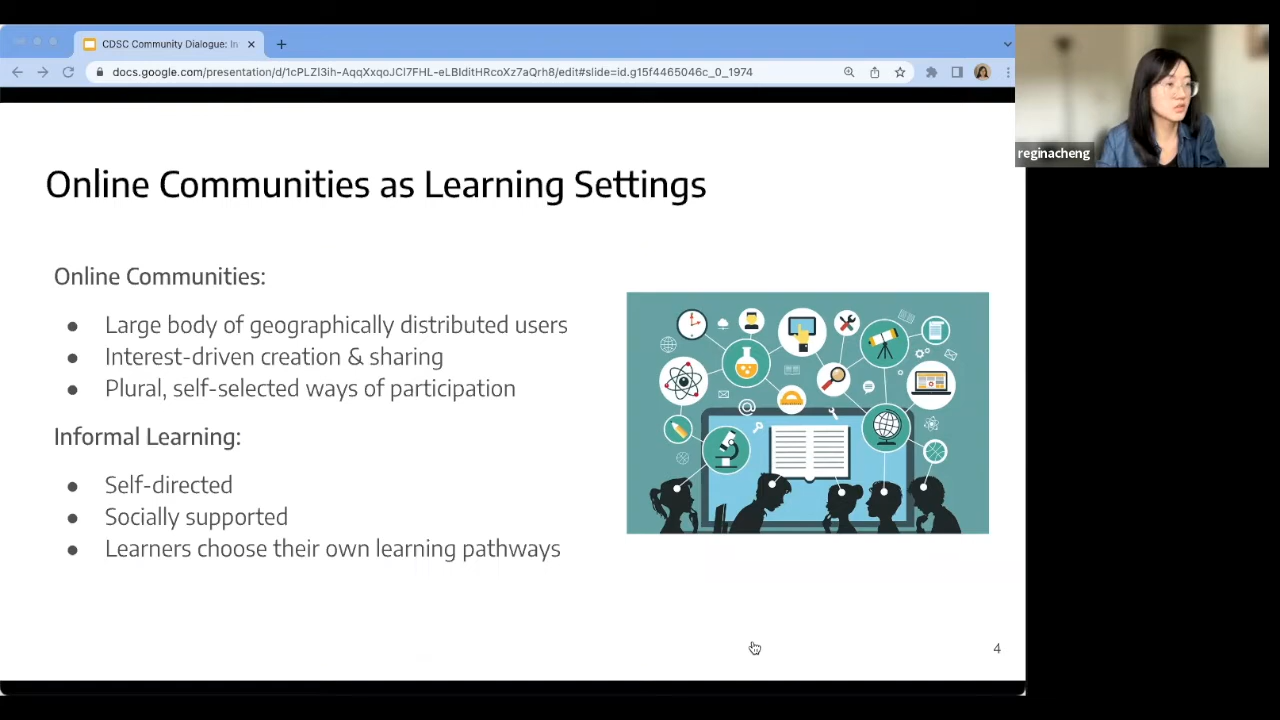 CDSC Community Dialogue: In
docs.google.com/presentation/d/1cPLZl3ih-AqqXxqoJCl7FHL-eLBIditHRcoXz7aQrh8/edit#slide=id.g15f4465046c_0_1974
reginacheng
Online Communities as Learning Settings
Online Communities:
● Large body of geographically distributed users
● Interest-driven creation & sharing
● Plural, self-selected ways of participation
Informal Learning:
● Self-directed
● Socially supported
● Learners choose their own learning pathways
@
4